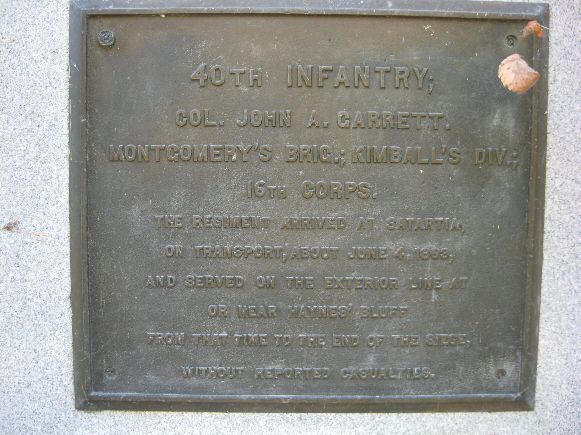 40TH INFANTRY;
COL. JOHN A. GARRETT.
MONTGOMERY'S BRIG.; KIMBALL'S DIV.;
16TH CORPS.
THE REGIMENT ARRIVED AT SATARTIA,
ON TRANSPORT, ABOUT JUNE 4, 1863,
AND SERVED ON THE EXTERIOR LINE AT
OR NEAR HAYNES' BLUFF
FROM THAT TIME TO THE END OF THE SIEGE,
WITHOUT REPORTED CASUALTIES.